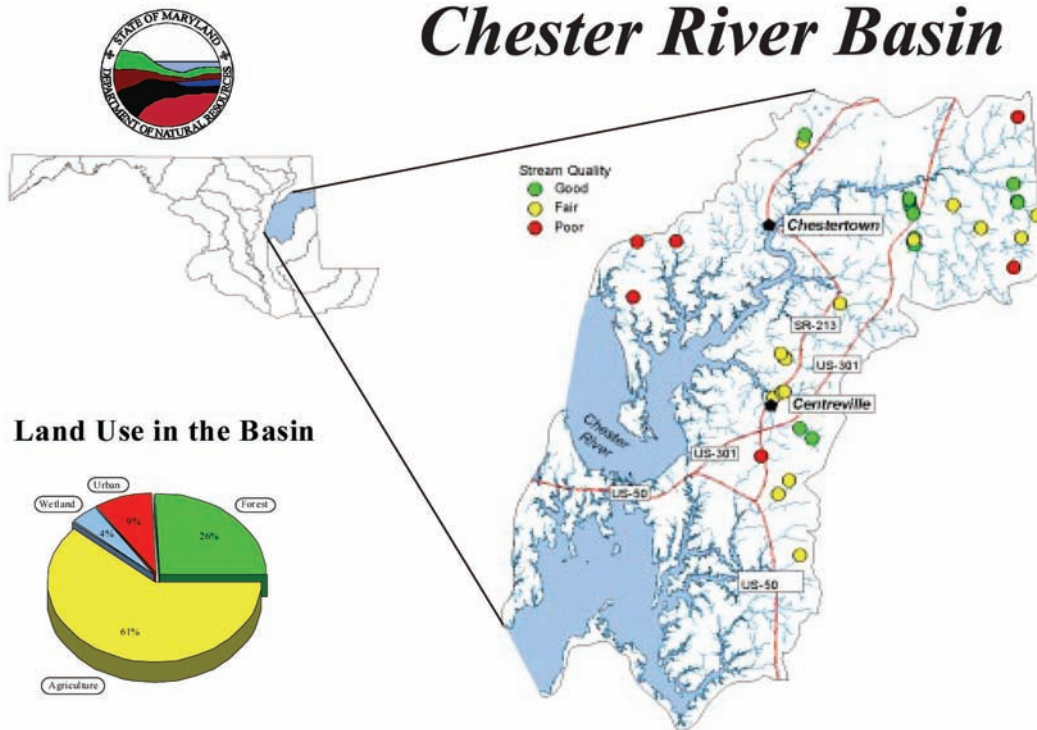 Chester River Basin
STATE OF MARYLAND
DEPARTMENT OF NATURAL RESOURCES
Stream Quality
Good
Fair
Poor
Chestertown
SR-213
US-301
Centreville
Chester
River
US-301
US-50
US-50
Land Use in the Basin
Urban
Wetland
Forest
9%
4%
26%
61%
Agriculture